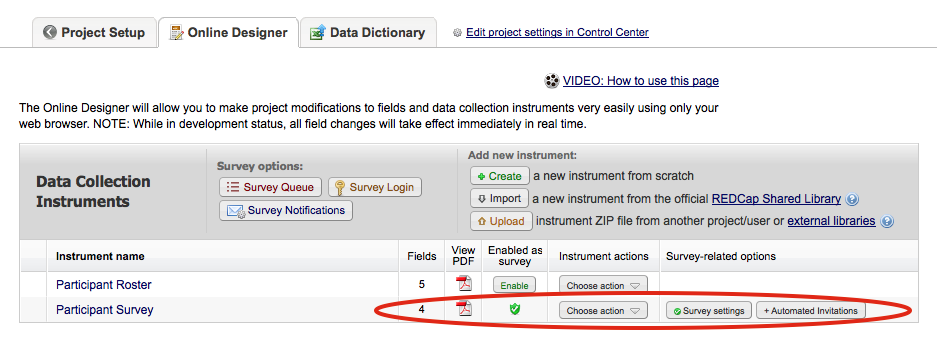 Project Setup Online Designer Data Dictionary Edit project settings in Control Center
VIDEO: How to use this page
The Online Designer will allow you to make project modifications to fields and data collection instruments very easily using only your
web browser. NOTE: While in development status, all field changes will take effect immediately in real time.
Data Collection
Instruments
Survey options:
Survey Queue Survey Login
Survey Notifications
Add new instrument:
Create a new instrument from scratch
Import a new instrument from the official REDCap Shared Library ?
Upload instrument ZIP file from another project/user or external libraries ?
Instrument name Fields View PDF Enabled as survey Instrument actions Survey-related options
Participant Roster 5 Enable Choose action
Participant Survey 4 Choose action Survey settings + Automated Invitations